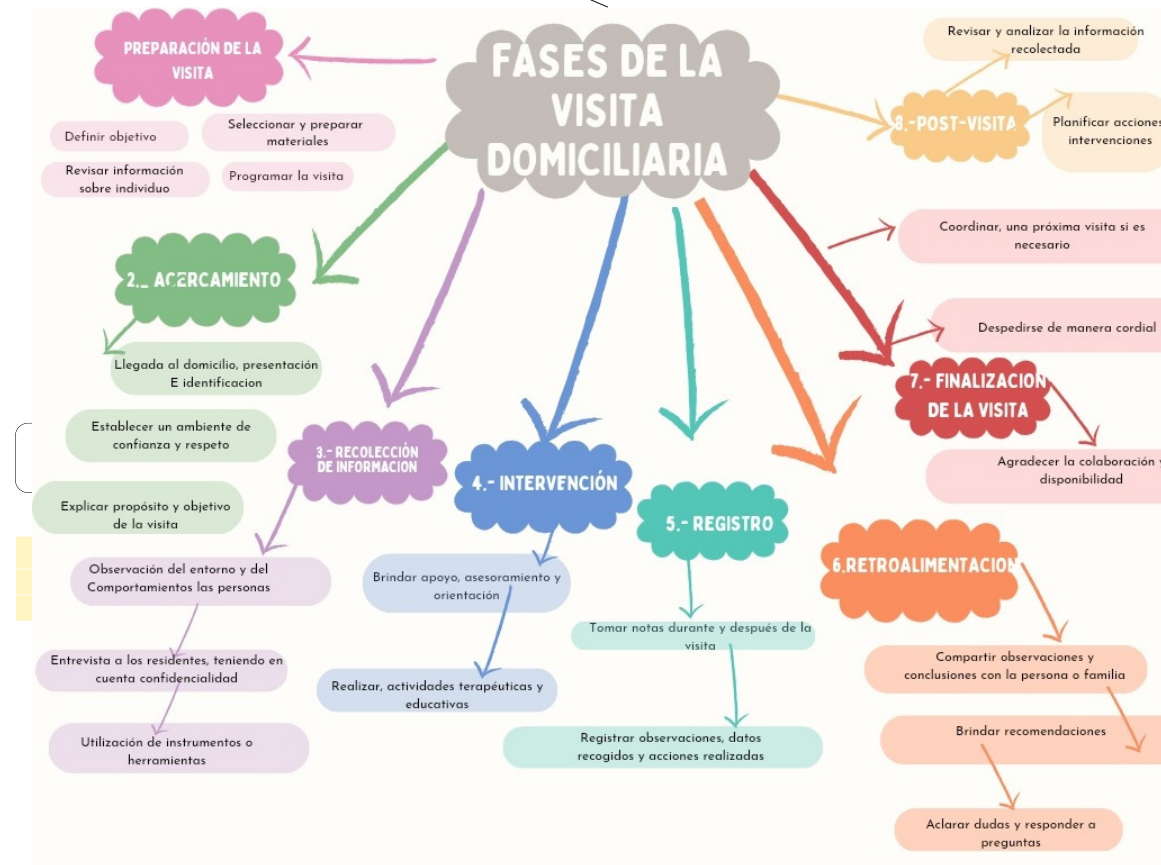 FASES DE LA
VISITA
DOMICILIARIA
PREPARACIÓN DE LA
VISITA
Definir objetivo
Seleccionar y preparar
materiales
Revisar información
sobre individuo
Programar la visita
2._ ACERCAMIENTO
Llegada al domicilio, presentación
E identificacion
Establecer un ambiente de
confianza y respeto
Explicar propósito y objetivo
de la visita
3.- RECOLECCIÓN
DE INFORMACION
Observación del entorno y del
Comportamientos las personas
Entrevista a los residentes, teniendo en
cuenta confidencialidad
Utilización de instrumentos o
herramientas
4.- INTERVENCIÓN
Brindar apoyo, asesoramiento y
orientación
Realizar, actividades terapéuticas y
educativas
5.- REGISTRO
Tomar notas durante y después de la
visita
Registrar observaciones, datos
recogidos y acciones realizadas
6.RETROALIMENTACION
Compartir observaciones y
conclusiones con la persona o familia
Brindar recomendaciones
Aclarar dudas y responder a
preguntas
7.- FINALIZACION
DE LA VISITA
Coordinar, una próxima visita si es
necesario
Despedirse de manera cordial
Agradecer la colaboración y
disponibilidad
8.-POST-VISITA
Revisar y analizar la información
recolectada
Planificar acciones
intervenciones